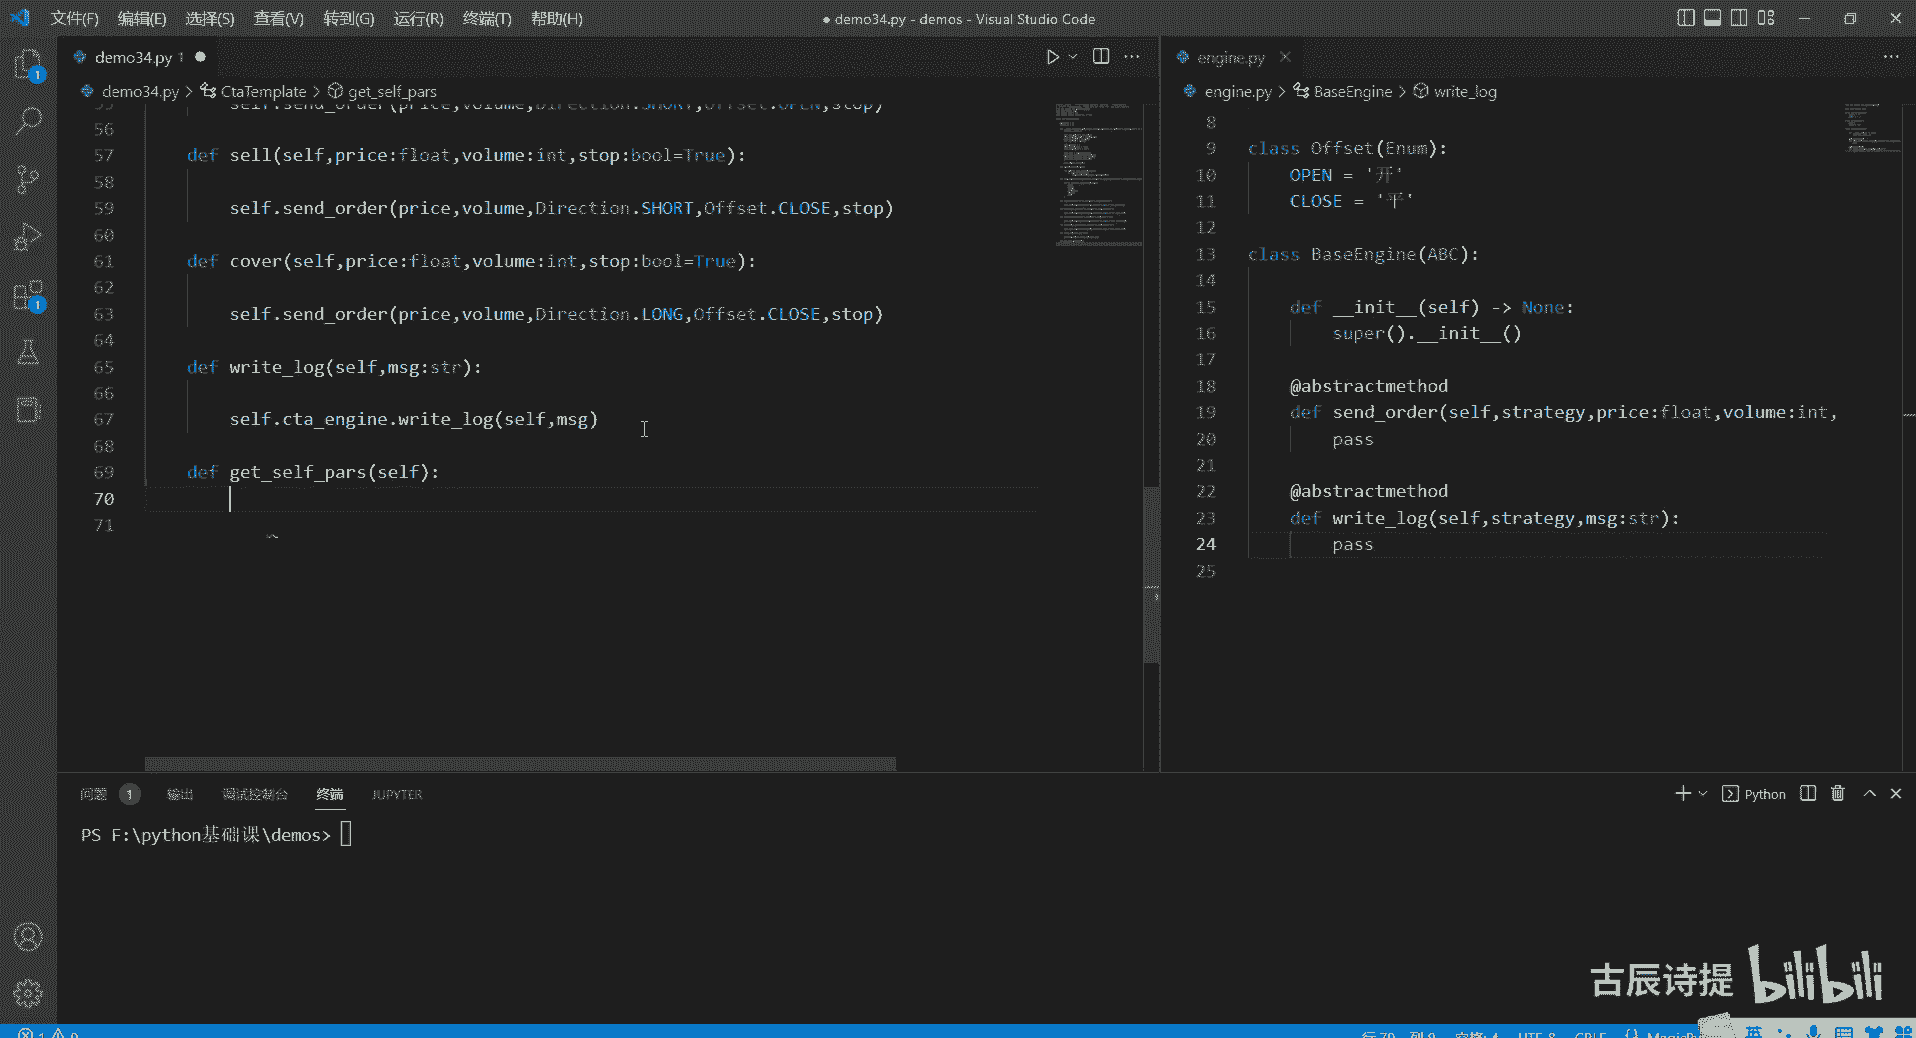 文件(F) 编辑(E) 选择(S) 查看(V) 转到(G) 运行(R) 终端(T) 帮助(H)
● demo34.py - demos - Visual Studio Code
demo34.py 1 ●
demo34.py > CtaTemplate > get_self_pars
55 self.send_order(price,volume,Direction.SHORT,Offset.OPEN,stop)
56
57 def sell(self,price:float,volume:int,stop:bool=True):
58
59 self.send_order(price,volume,Direction.SHORT,Offset.CLOSE,stop)
60
61 def cover(self,price:float,volume:int,stop:bool=True):
62
63 self.send_order(price,volume,Direction.LONG,Offset.CLOSE,stop)
64
65 def write_log(self,msg:str):
66
67 self.cta_engine.write_log(self,msg)
68
69 def get_self_pars(self):
70
71
engine.py
engine.py > BaseEngine > write_log
8
9 class Offset(Enum):
10 OPEN = '开'
11 CLOSE = '平'
12
13 class BaseEngine(ABC):
14
15 def __init__(self) -> None:
16 super().__init__()
17
18 @abstractmethod
19 def send_order(self,strategy,price:float,volume:int,
20 pass
21
22 @abstractmethod
23 def write_log(self,strategy,msg:str):
24 pass
25
1
1
问题 1 输出 调试控制台 终端 JUPYTER
Python
PS F:\python基础课\demos>
古辰诗提 bilibili
行 70, 列 9 空格: 4 UTF-8 CRLF
英